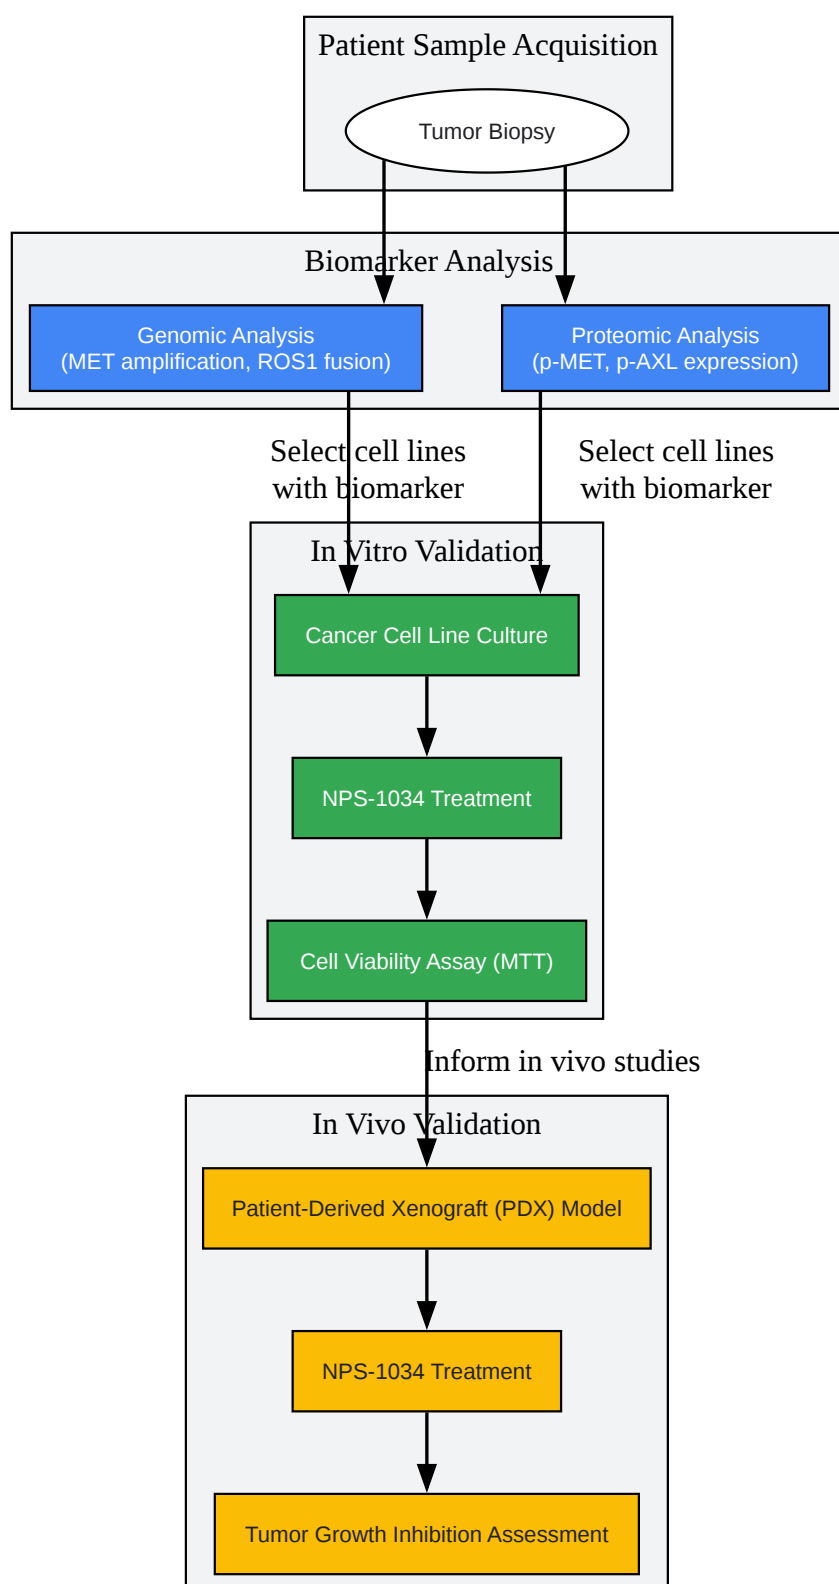 Patient Sample Acquisition
Tumor Biopsy
Biomarker Analysis
Genomic Analysis
(MET amplification, ROS1 fusion)
Proteomic Analysis
(p-MET, p-AXL expression)
Select cell lines
with biomarker
Select cell lines
with biomarker
In Vitro Validation
Cancer Cell Line Culture
NPS-1034 Treatment
Cell Viability Assay (MTT)
Inform in vivo studies
In Vivo Validation
Patient-Derived Xenograft (PDX) Model
NPS-1034 Treatment
Tumor Growth Inhibition Assessment